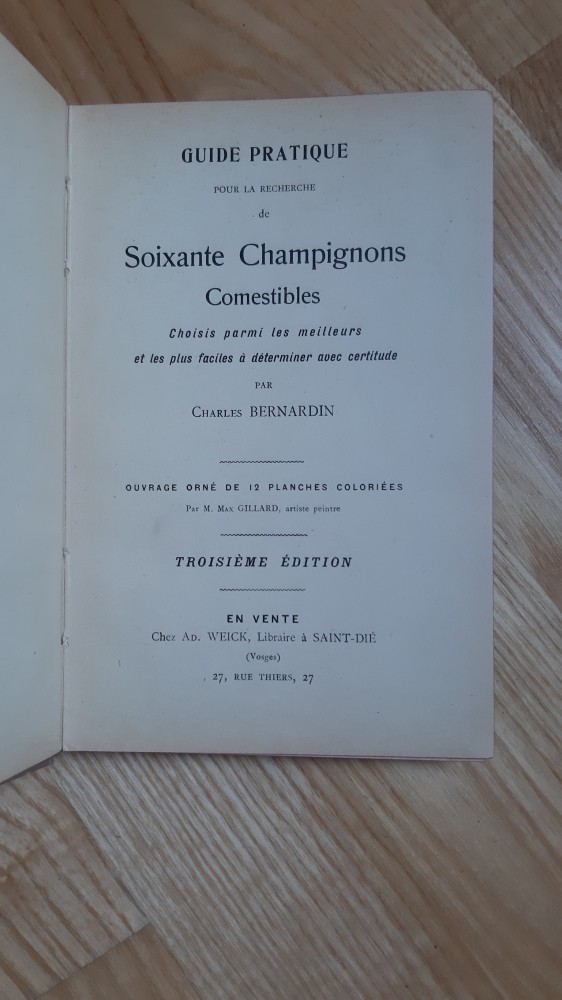 GUIDE PRATIQUE
POUR LA RECHERCHE
de
Soixante Champignons
Comestibles
Choisis parmi les meilleurs
et les plus faciles à déterminer avec certitude
PAR
CHARLES BERNARDIN
OUVRAGE ORNÉ DE 12 PLANCHES COLORIÉES
Par M. MAX GILLARD, artiste peintre
TROISIÈME ÉDITION
EN VENTE
Chez AD. WEICK, Libraire à SAINT-DIÉ
(Vosges)
27, RUE THIERS, 27